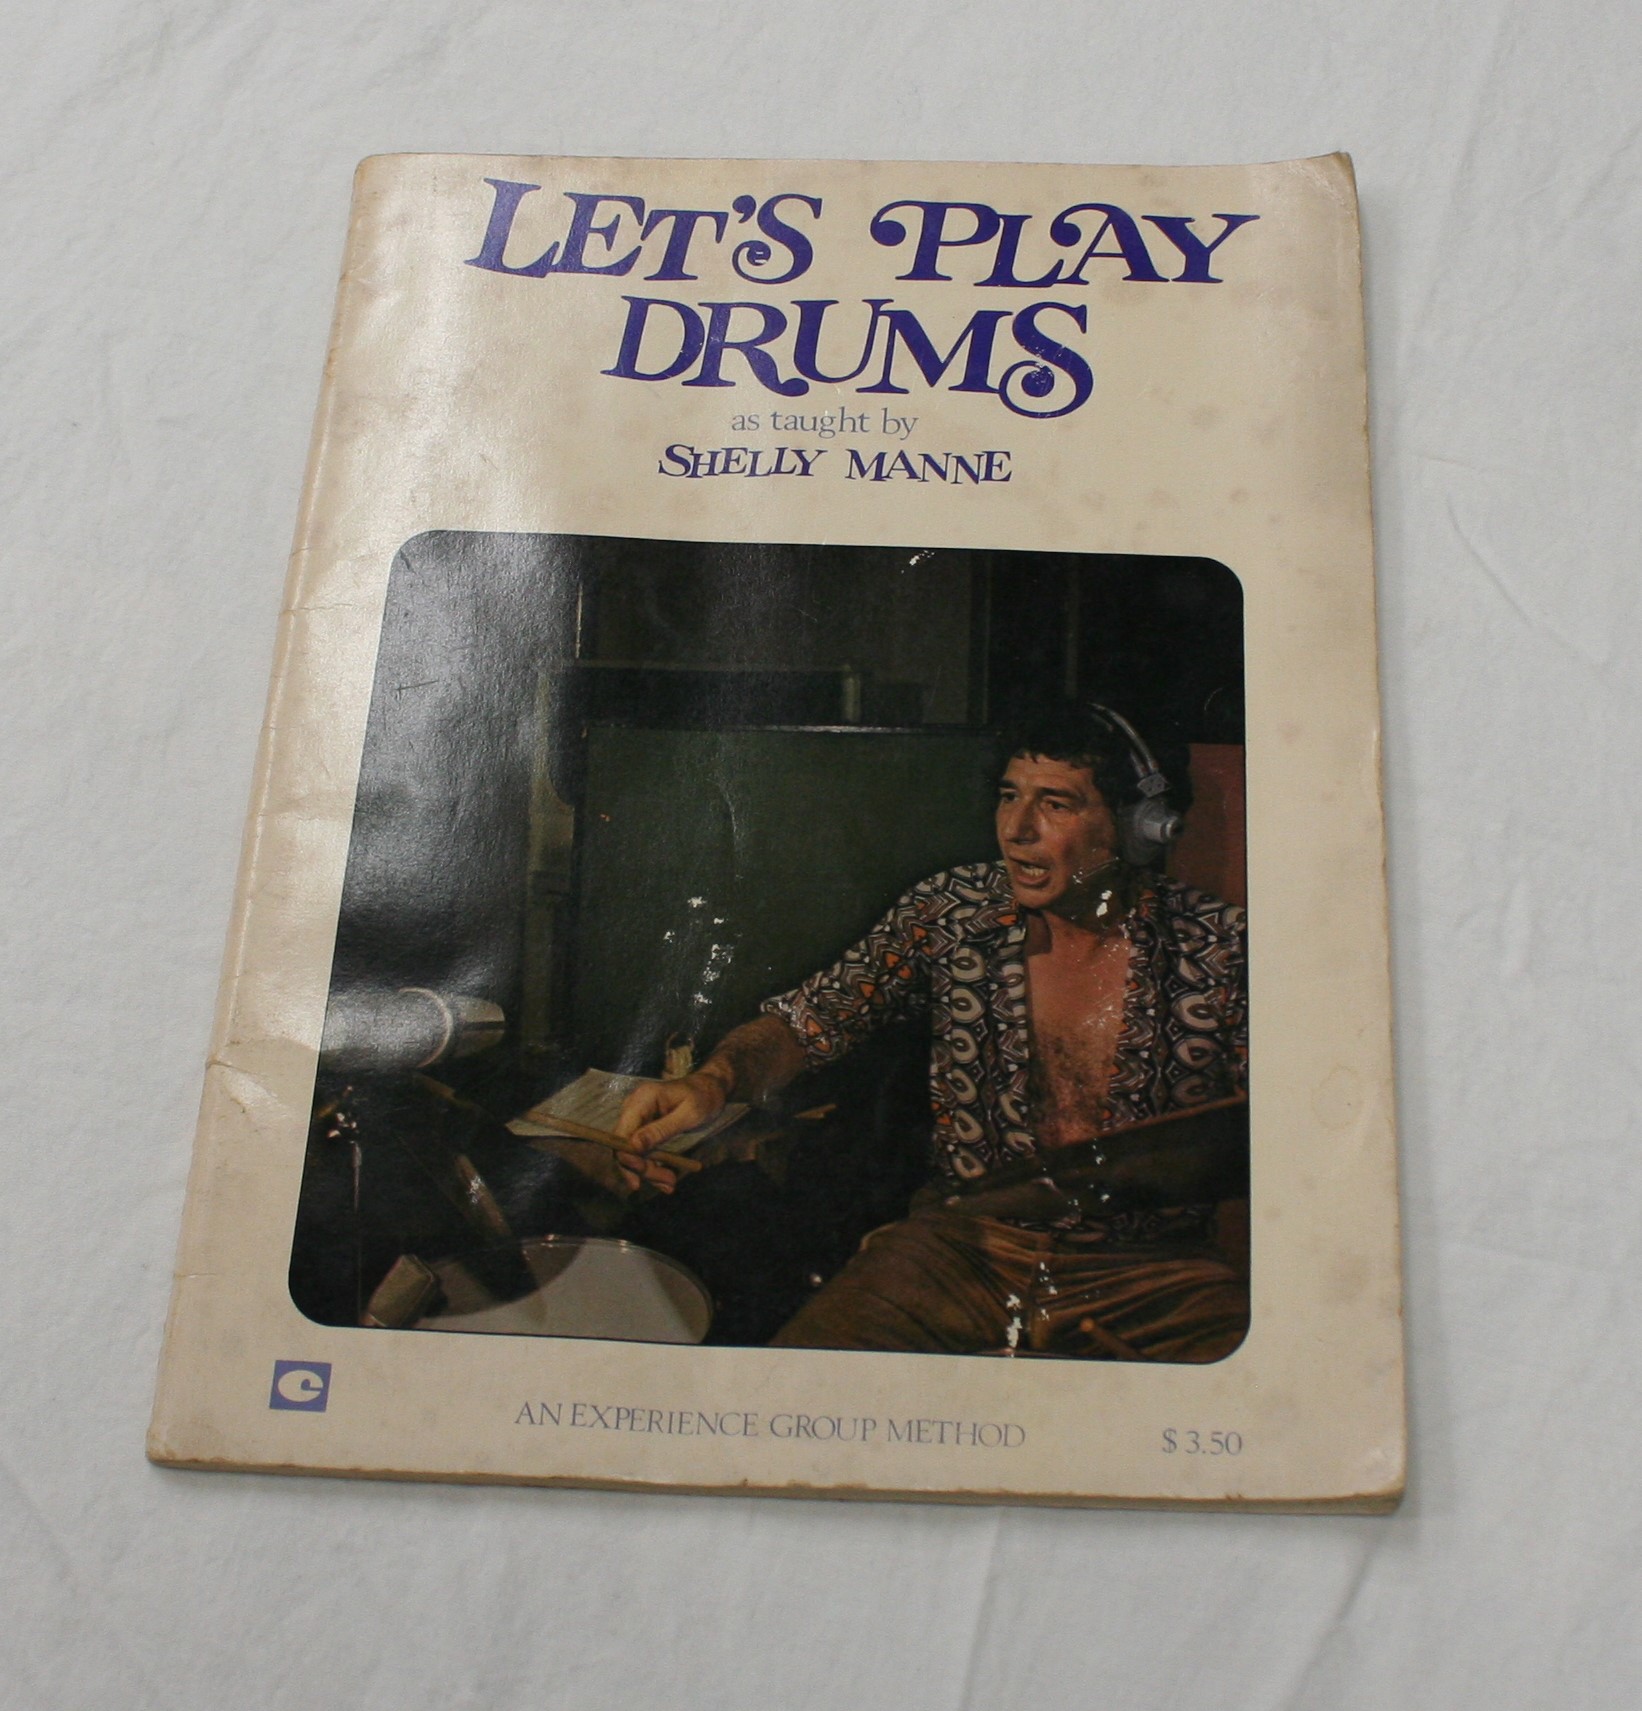 LET'S PLAY
DRUMS
as taught by
SHELLY MANNE
AN EXPERIENCE GROUP METHOD
$3.50